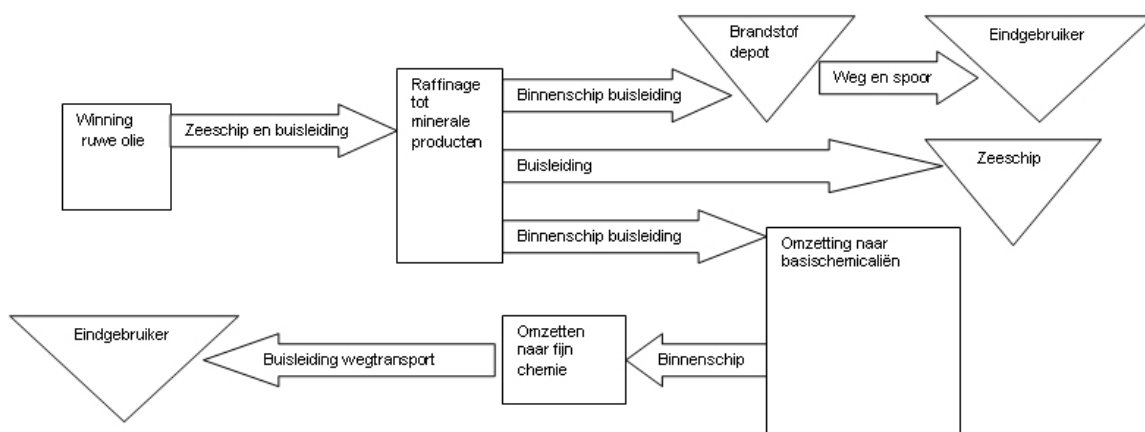 Winning
ruwe olie
Zeeschip en buisleiding
Raffinage
tot
minerale
producten
Binnenschip buisleiding
Brandstof
depot
Weg en spoor
Eindgebruiker
Buisleiding
Zeeschip
Binnenschip buisleiding
Omzetting naar
basischemicaliën
Binnenschip
Omzetten
naar fijn
chemie
Buisleiding wegtransport
Eindgebruiker